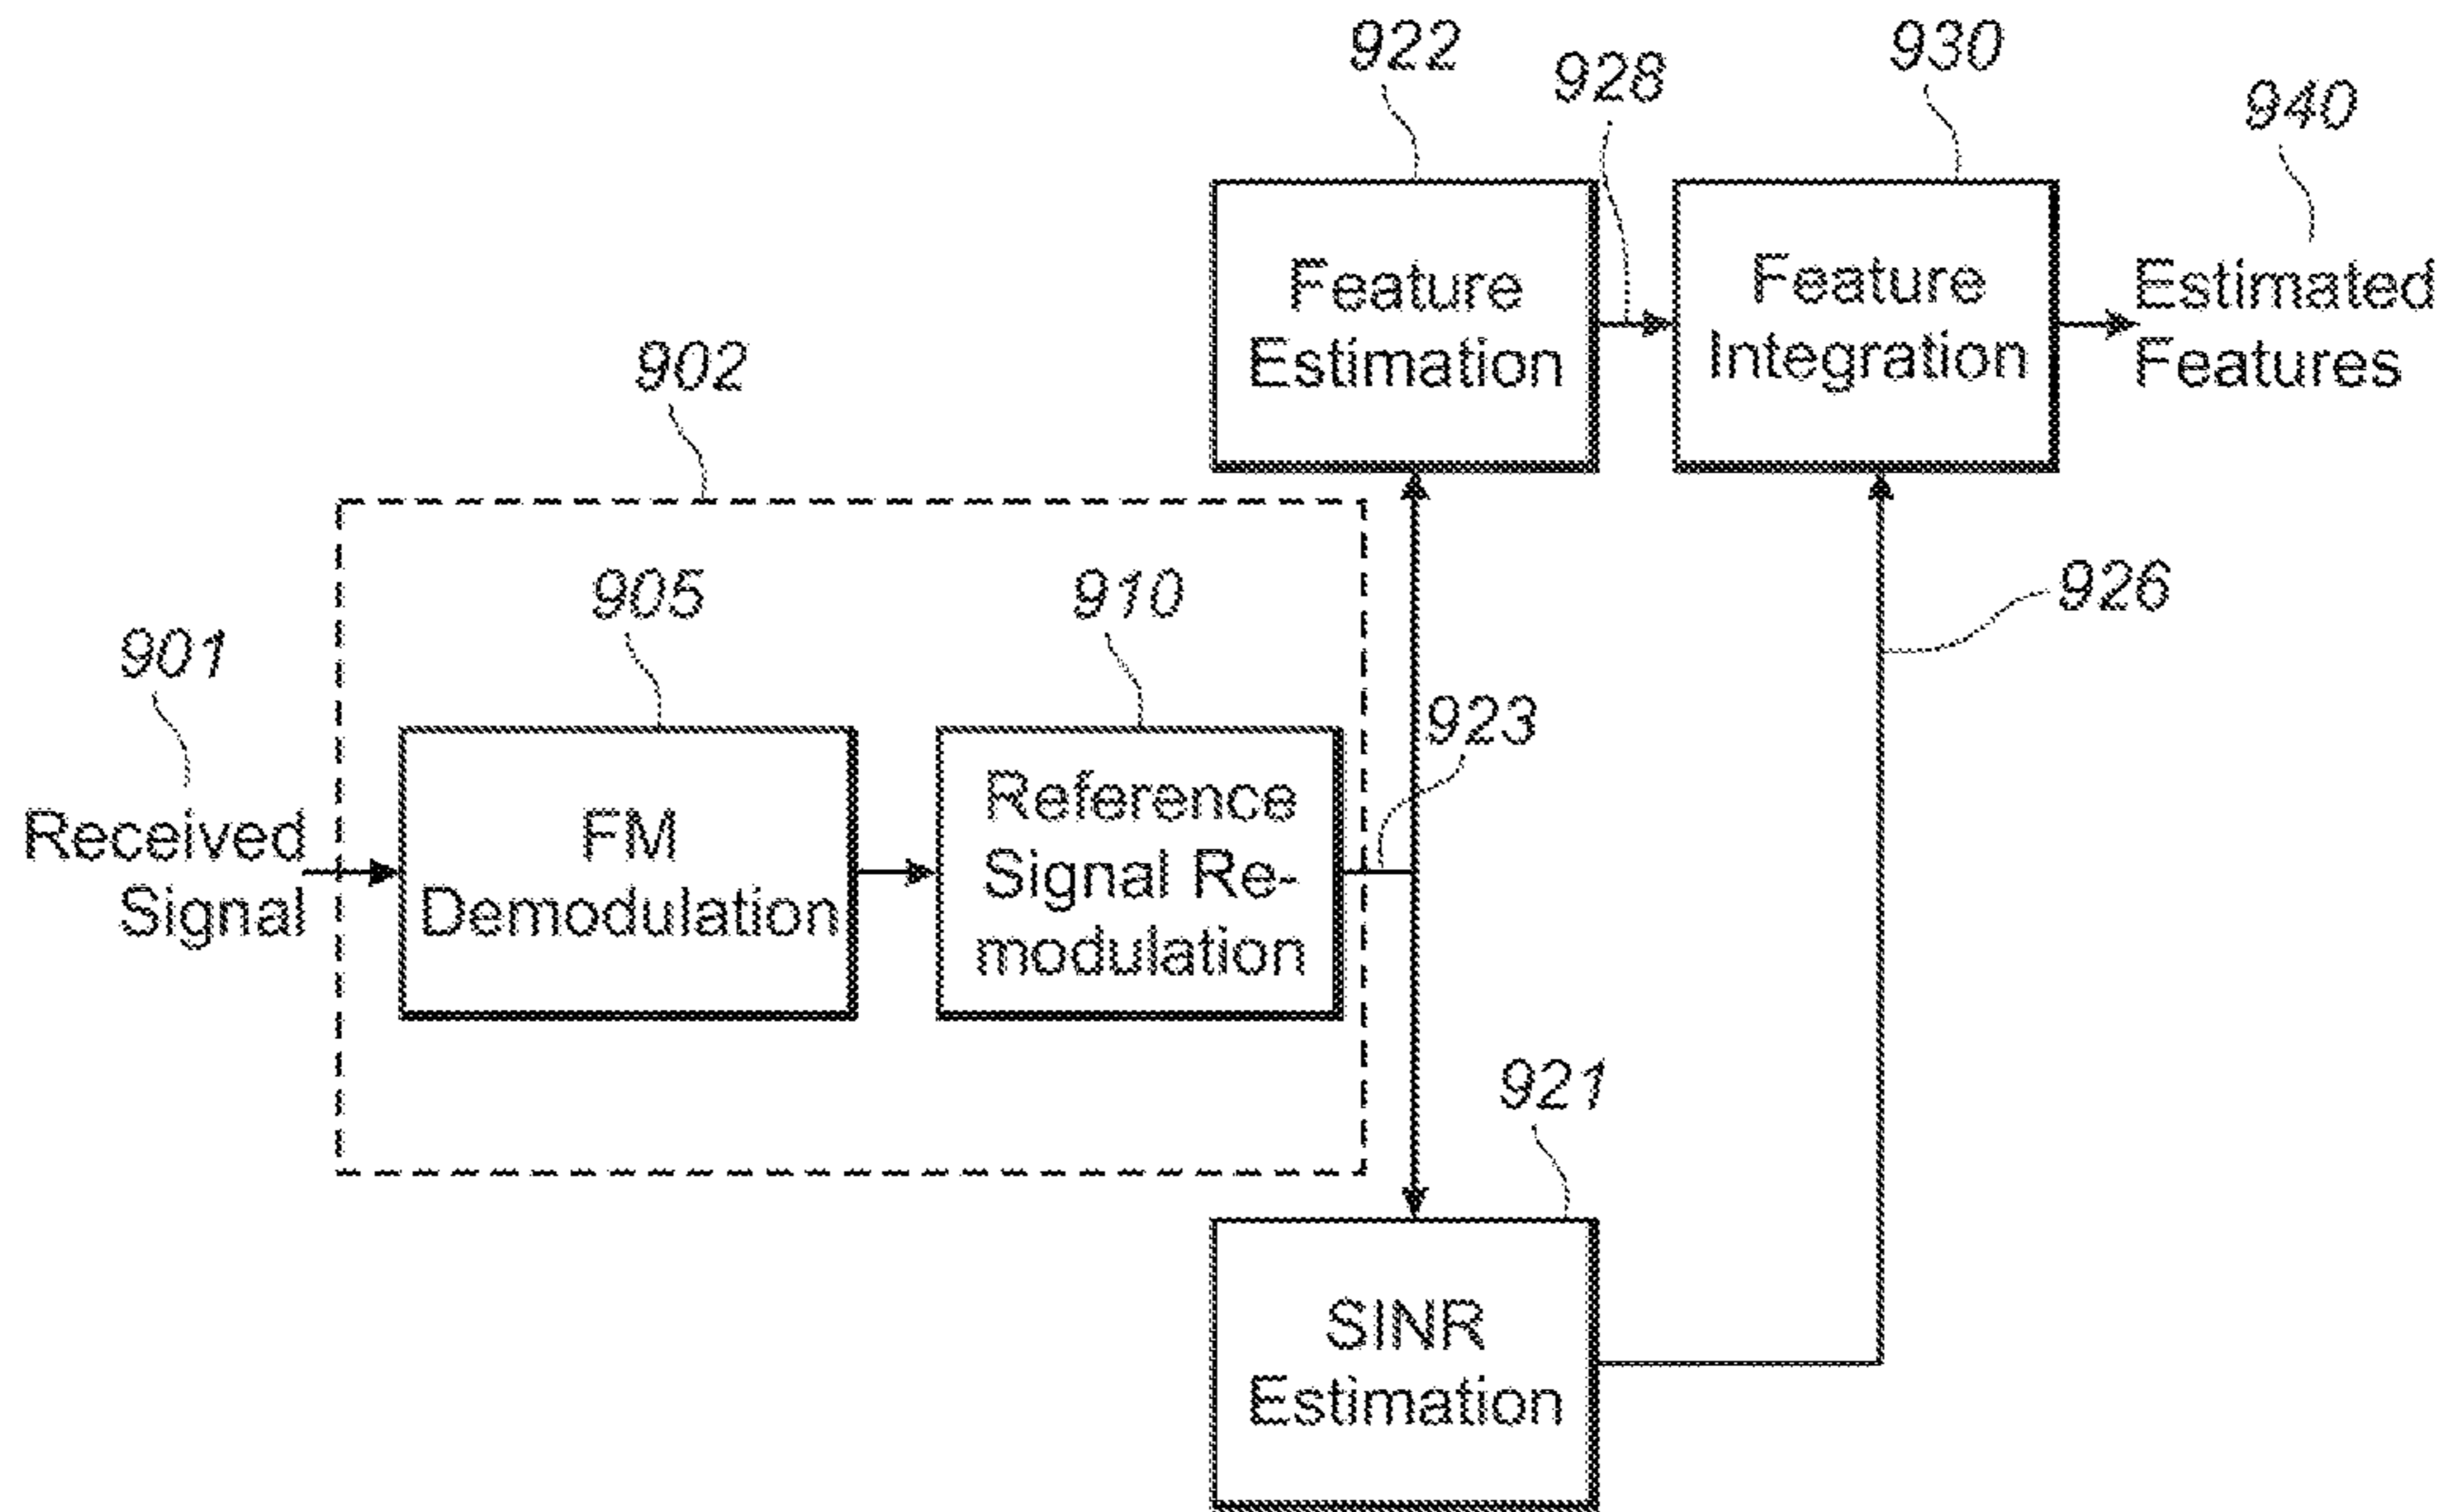 922
928
930
940
Feature
Estimation
Feature
Integration
Estimated
Features
902
905
910
926
901
923
Received
Signal
FM
Demodulation
Reference
Signal Re-
modulation
921
SINR
Estimation